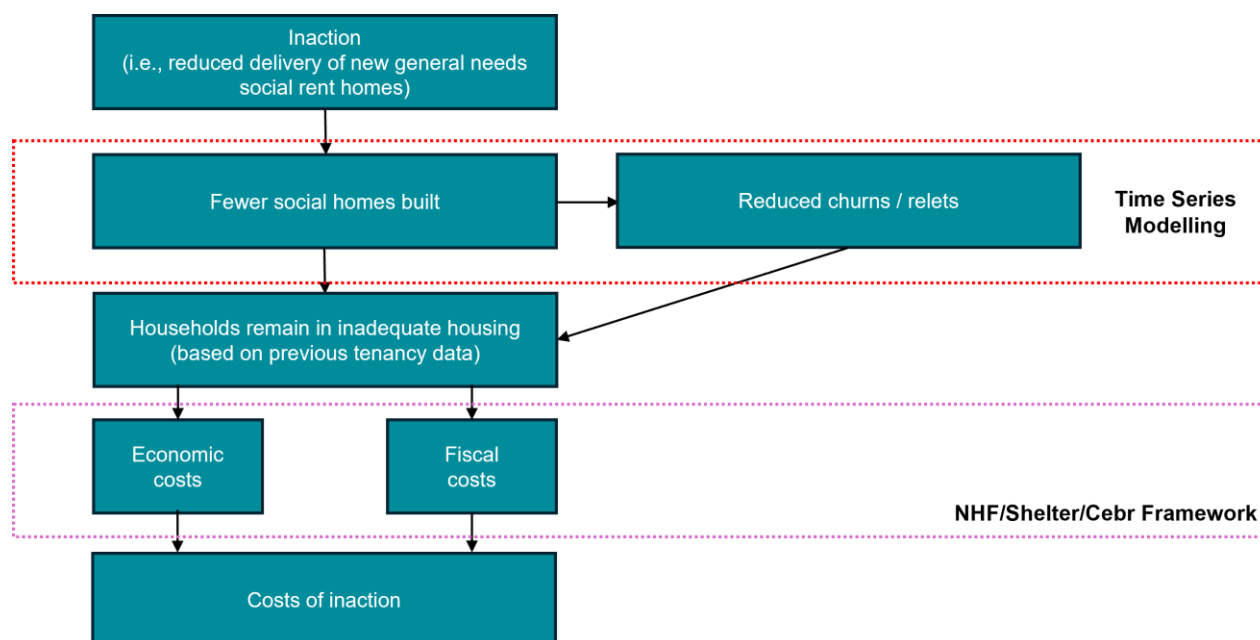 Inaction
(i.e., reduced delivery of new general needs
social rent homes)
Fewer social homes built
Reduced churns / relets
Time Series
Modelling
Households remain in inadequate housing
(based on previous tenancy data)
Economic
costs
Fiscal
costs
NHF/Shelter/Cebr Framework
Costs of inaction